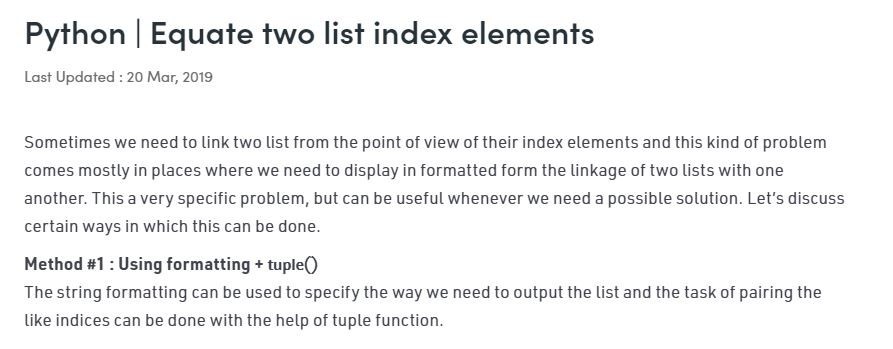 Python | Equate two list index elements
Last Updated : 20 Mar, 2019
Sometimes we need to link two list from the point of view of their index elements and this kind of problem
comes mostly in places where we need to display in formatted form the linkage of two lists with one
another. This a very specific problem, but can be useful whenever we need a possible solution. Let’s discuss
certain ways in which this can be done.
Method #1 : Using formatting + tuple()
The string formatting can be used to specify the way we need to output the list and the task of pairing the
like indices can be done with the help of tuple function.